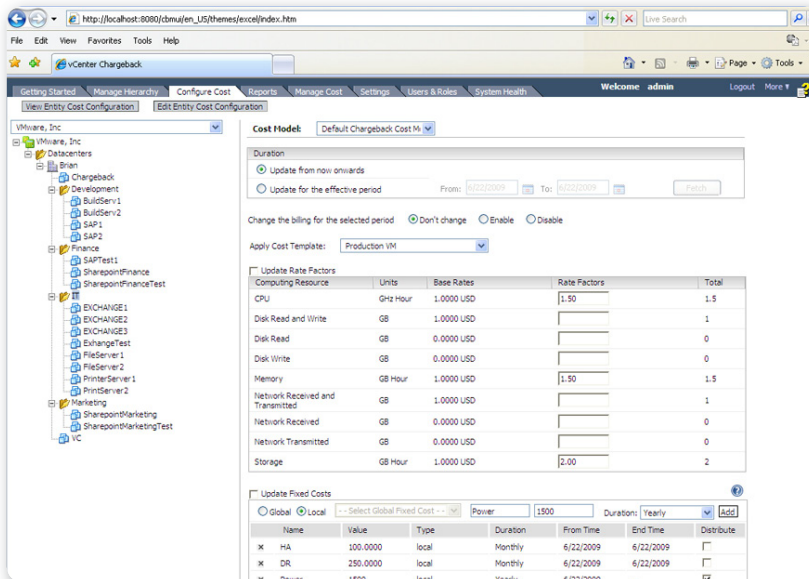 http://localhost:8080/cbmui/en_US/themes/excel/index.htm
Live Search
File Edit View Favorites Tools Help
vCenter Chargeback
Page Tools
Getting Started Manage Hierarchy Configure Cost Reports Manage Cost Settings Users & Roles System Health Welcome admin Logout More
View Entity Cost Configuration Edit Entity Cost Configuration
VMware, Inc
VMware, Inc
Datacenters
Brian
Chargeback
Development
BuildServ1
BuildServ2
SAP1
SAP2
Finance
SAPTest1
SharepointFinance
SharepointFinanceTest
IT
EXCHANGE1
EXCHANGE2
EXCHANGE3
ExhangeTest
FileServer1
FileServer2
PrinterServer1
PrintServer2
Marketing
SharepointMarketing
SharepointMarketingTest
VC
Cost Model: Default Chargeback Cost M
Duration
Update from now onwards
Update for the effective period From: 6/22/2009 To: 6/22/2009 Fetch
Change the billing for the selected period Don't change Enable Disable
Apply Cost Template: Production VM
Update Rate Factors
Computing Resource Units Base Rates Rate Factors Total
CPU GHz Hour 1.0000 USD 1.50 1.5
Disk Read and Write GB 1.0000 USD 1
Disk Read GB 0.0000 USD 0
Disk Write GB 0.0000 USD 0
Memory GB Hour 1.0000 USD 1.50 1.5
Network Received and
Transmitted GB 1.0000 USD 1
Network Received GB 0.0000 USD 0
Network Transmitted GB 0.0000 USD 0
Storage GB Hour 1.0000 USD 2.00 2
Update Fixed Costs
Global Local - - Select Global Fixed Cost - - Power 1500 Duration: Yearly Add
Name Value Type Duration From Time End Time Distribute
HA 100.0000 local Monthly 6/22/2009 6/22/2009
DR 250.0000 local Monthly 6/22/2009 6/22/2009
Power 1500 local Yearly 6/22/2009